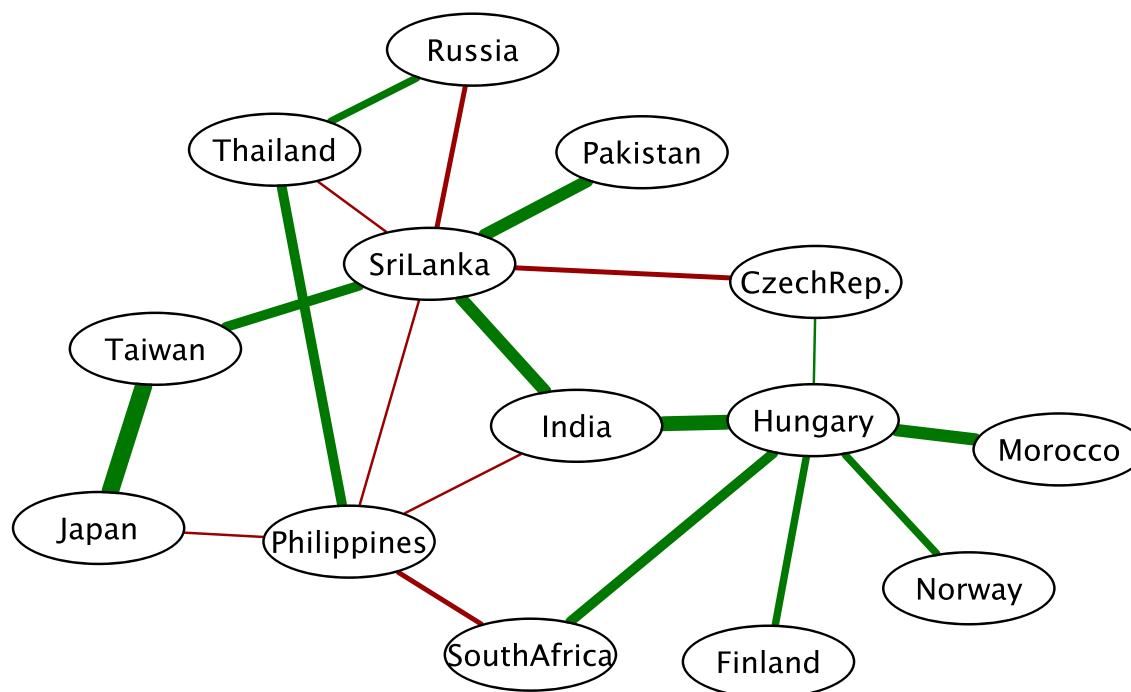 Russia
Thailand
Pakistan
SriLanka
CzechRep.
Taiwan
India
Hungary
Morocco
Japan
Philippines
Norway
SouthAfrica
Finland